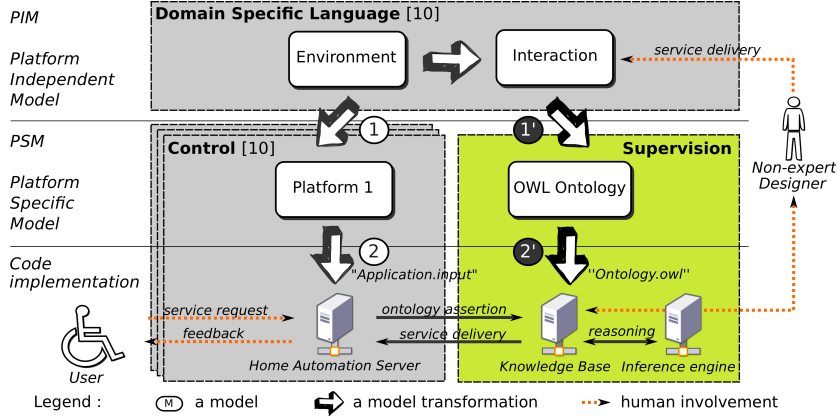 PIM
Domain Specific Language [10]
Platform
Independent
Model
Environment
Interaction
service delivery
1
1'
PSM
Control [10]
Supervision
Non-expert
Designer
Platform
Specific
Model
Platform 1
OWL Ontology
2
2'
Code
implementation
"Application.input"
''Ontology.owl''
service request
ontology assertion
feedback
service delivery
reasoning
User
Home Automation Server
Knowledge Base
Inference engine
Legend :
M
a model
a model transformation
human involvement